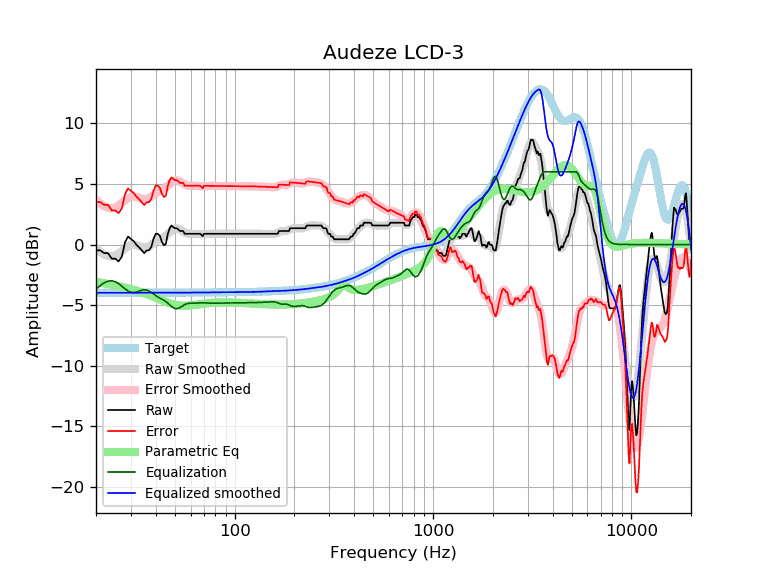 Audeze LCD-3
Amplitude (dBr)
10
5
0
−5
−10
−15
−20
Target
Raw Smoothed
Error Smoothed
Raw
Error
Parametric Eq
Equalization
Equalized smoothed
100
1000
10000
Frequency (Hz)